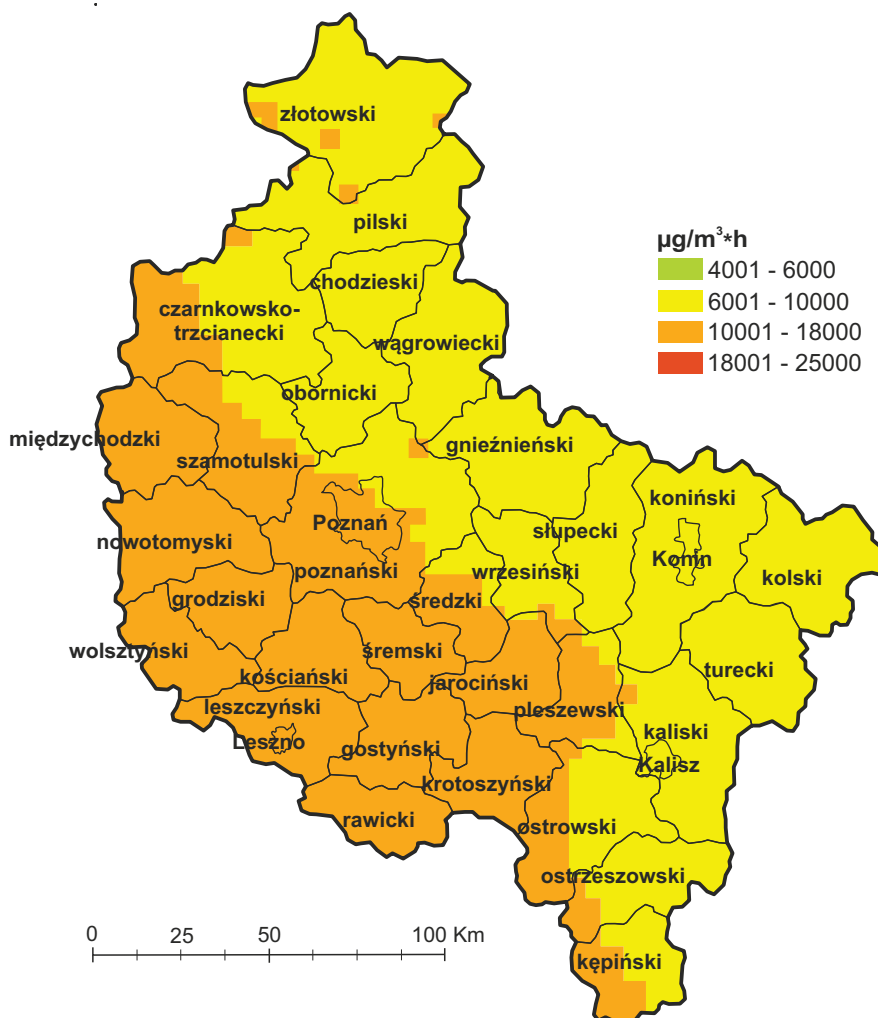 złotowski
pilski
µg/m³*h
4001 - 6000
6001 - 10000
10001 - 18000
18001 - 25000
chodzieski
czarnkowsko-
trzcianecki
wągrowiecki
obornicki
międzychodzki
gnieźnieński
szamotulski
koniński
Poznań
słupecki
nowotomyski
Konin
poznański
wrzesiński
kolski
grodziski
średzki
wolsztyński
śremski
kościański
turecki
jarociński
leszczyński
pleszewski
kaliski
Leszno
gostyński
Kalisz
krotoszyński
rawicki
ostrowski
ostrzeszowski
kępiński
0 25 50 100 Km